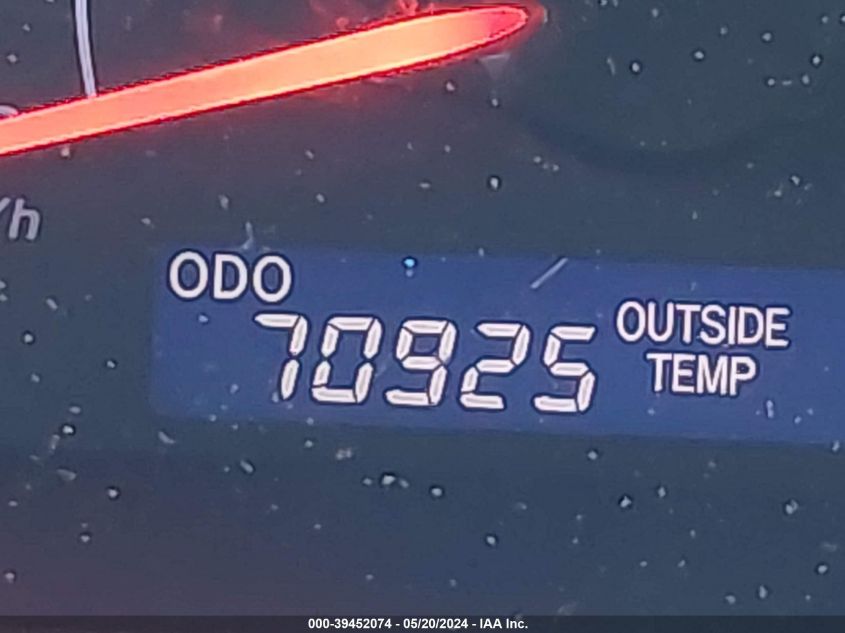 /h
ODO
70925
OUTSIDE
TEMP
000-39452074 - 05/20/2024 - IAA Inc.